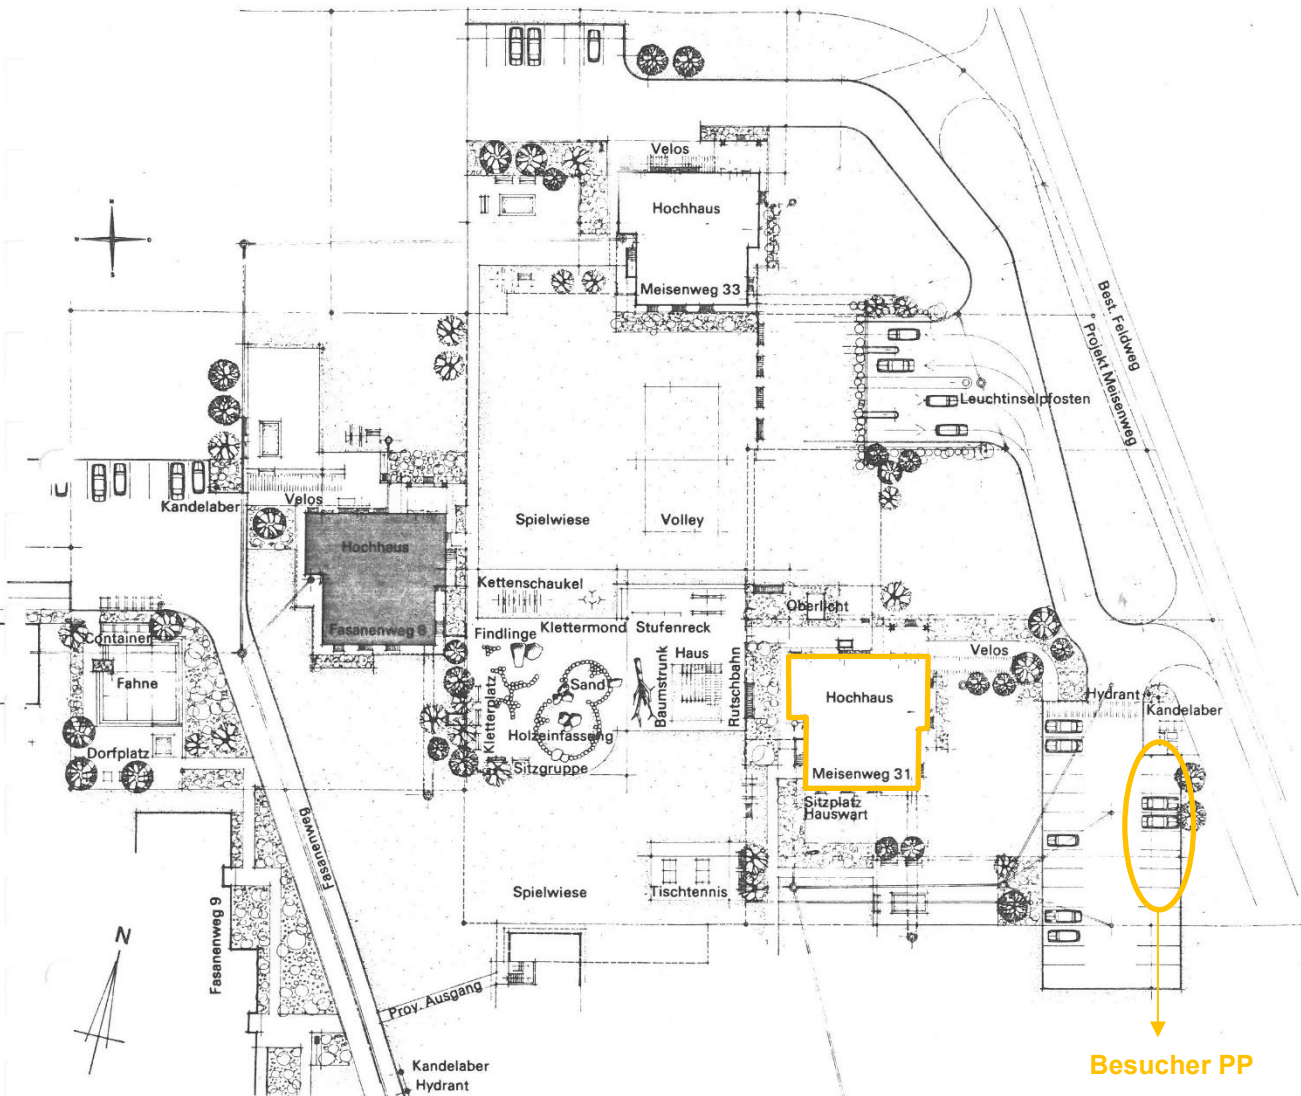 Velos
Hochhaus
Meisenweg 33
Best. Feldweg
Projekt Meisenweg
Leuchtinselpfosten
Kandelaber
Velos
Hochhaus
Fasanenweg 6
Spielwiese
Volley
Kettenschaukel
Klettermond
Stufenreck
Findlinge
Kletterplatz
Sand
Holzeinfassung
Sitzgruppe
Baumstrunk
Haus
Rutschbahn
Oberlicht
Velos
Hochhaus
Meisenweg 31
Sitzplatz
Hauswart
Hydrant
Kandelaber
Container
Fahne
Dorfplatz
Fasanenweg
Fasanenweg 9
Spielwiese
Tischtennis
Prov. Ausgang
N
Kandelaber
Hydrant
Besucher PP